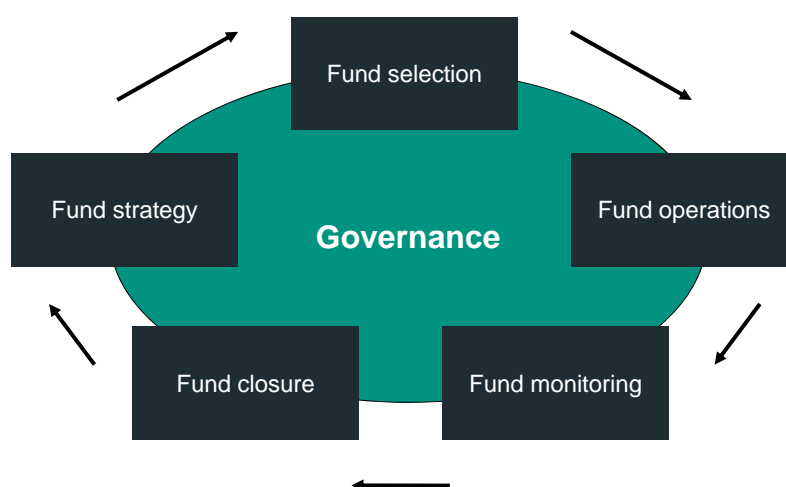 Fund selection
Fund strategy
Fund operations
Governance
Fund closure
Fund monitoring